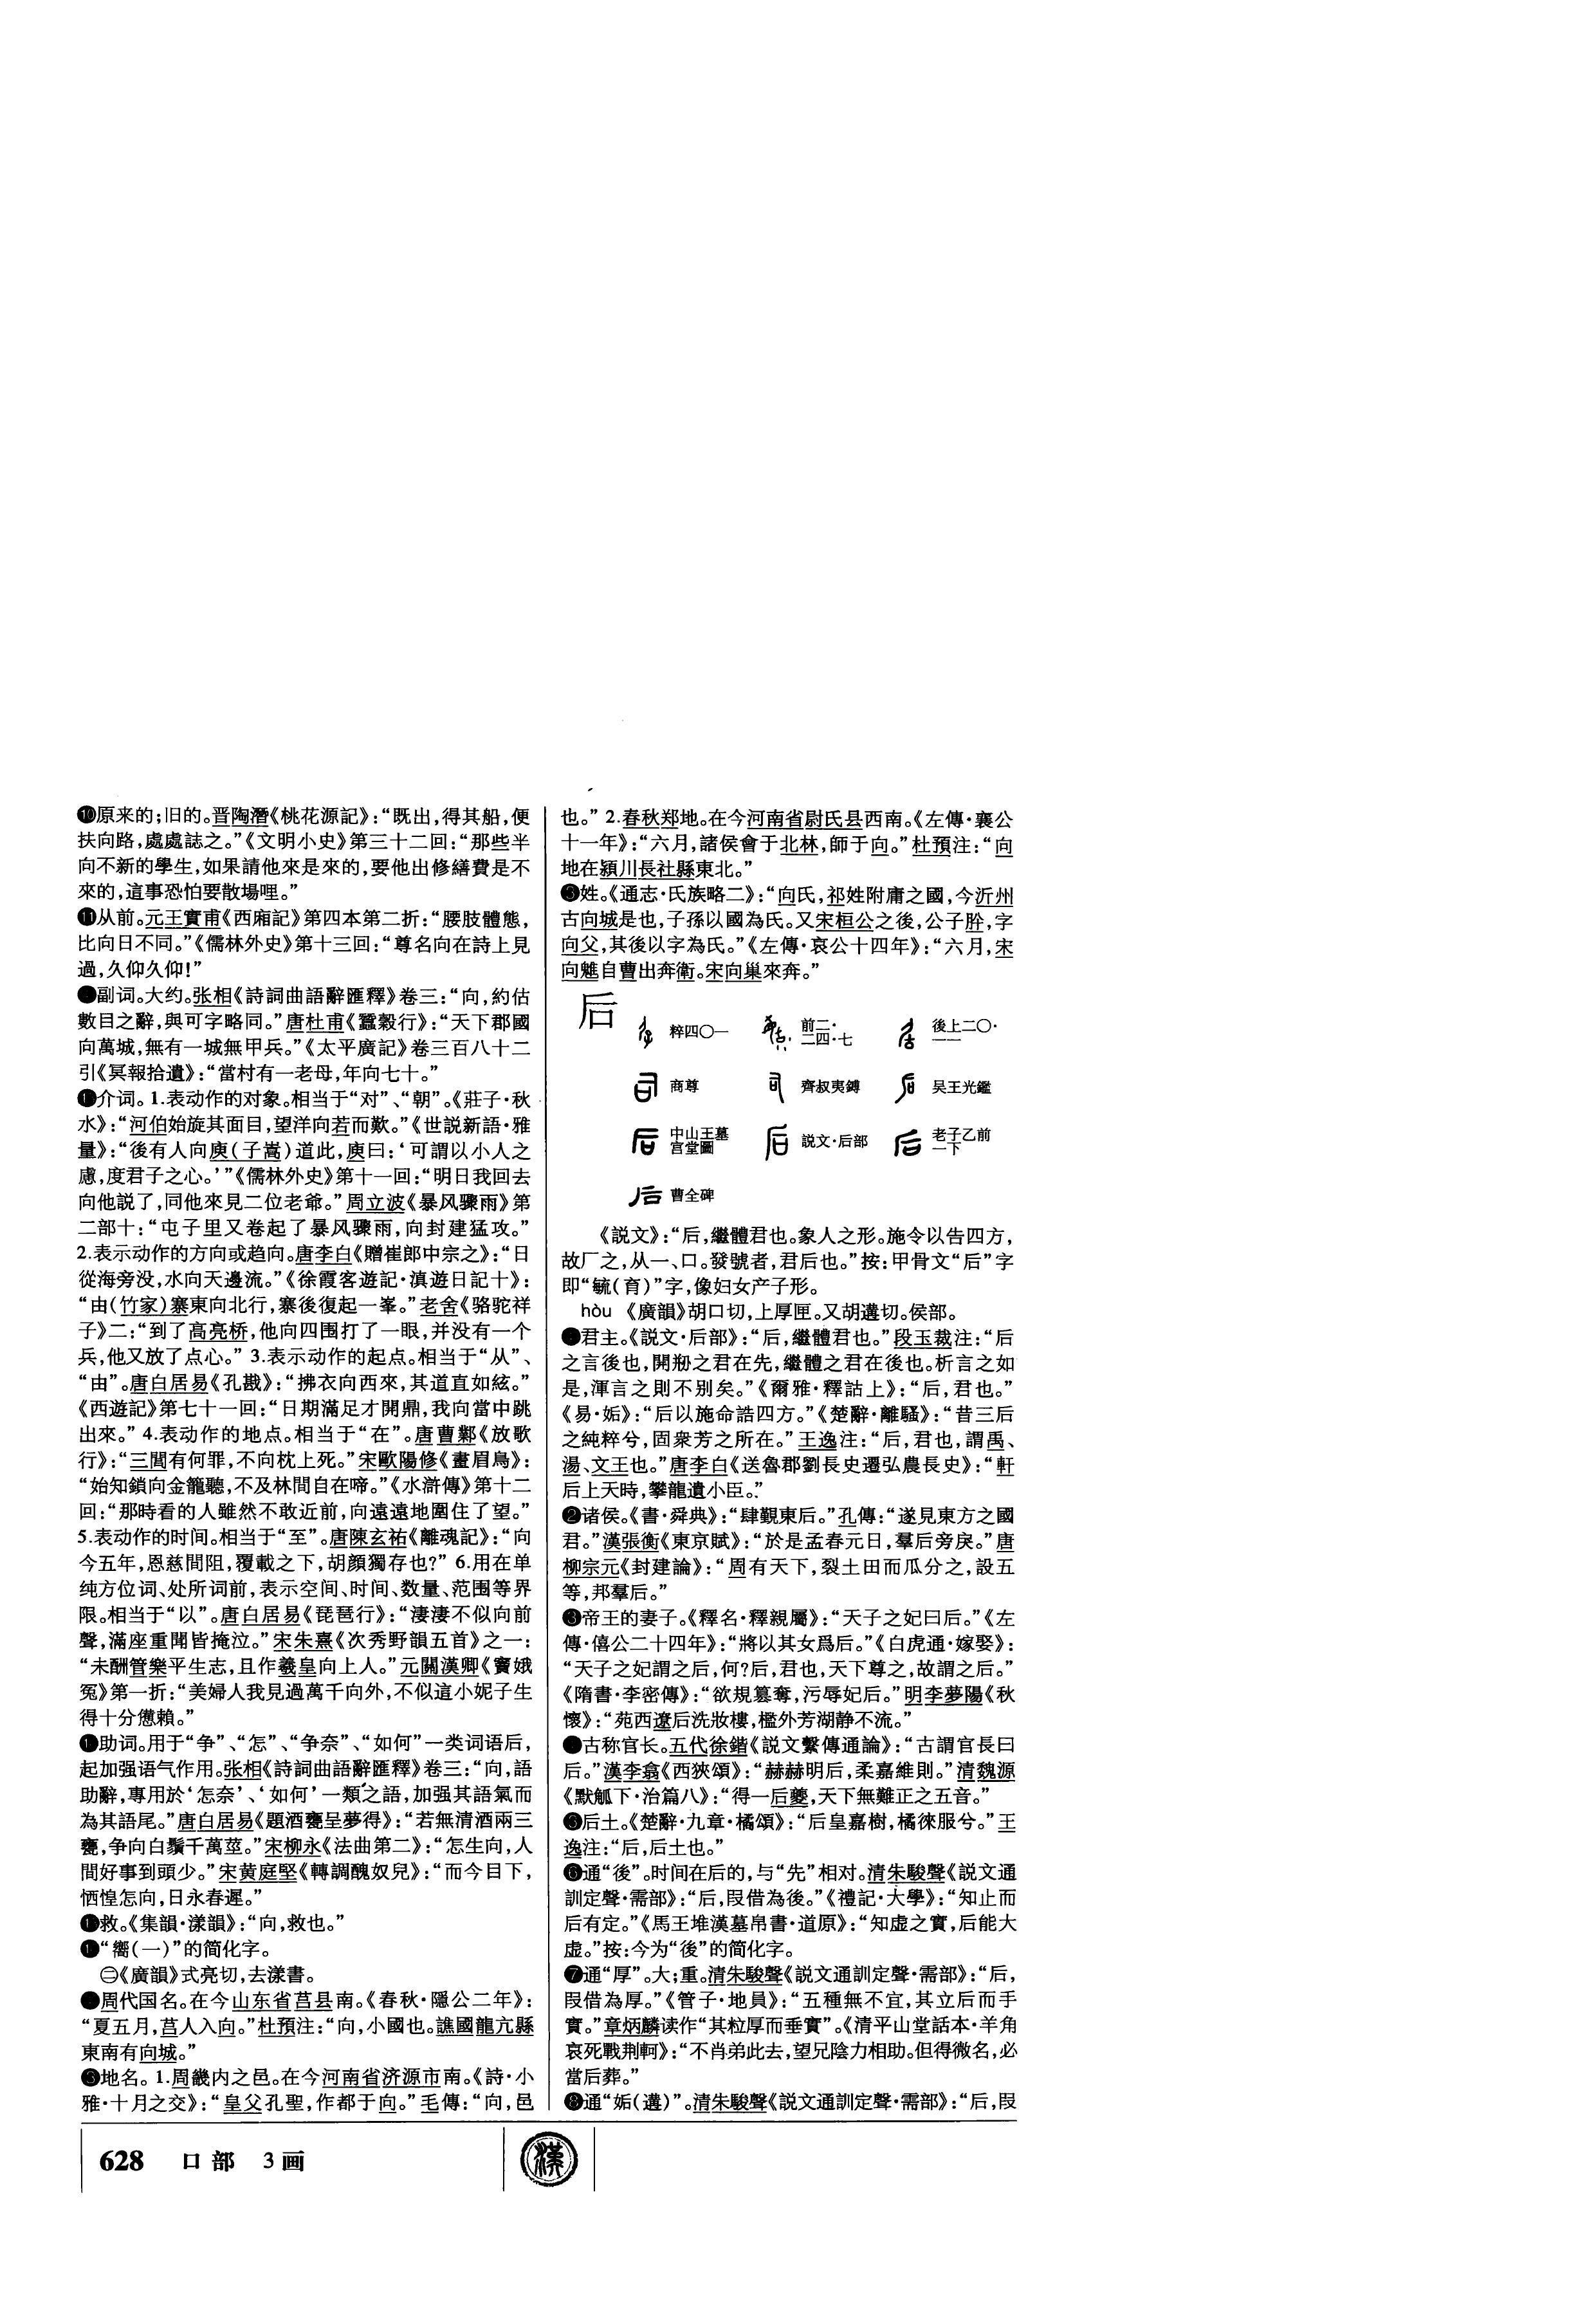 ❿原来的;旧的。晋陶潛《桃花源記》:“既出,得其船,便
扶向路,處處誌之。”《文明小史》第三十二回:“那些半
向不新的學生,如果請他來是來的,要他出修繕費是不
來的,這事恐怕要散場哩。”
⓫从前。元王實甫《西廂記》第四本第二折:“腰肢體態,
比向日不同。”《儒林外史》第十三回:“尊名向在詩上見
過,久仰久仰!”
●副词。大约。张相《詩詞曲語辭匯釋》卷三:“向,約估
數目之辭,與可字略同。”唐杜甫《蠶穀行》:“天下郡國
向萬城,無有一城無甲兵。”《太平廣記》卷三百八十二
引《冥報拾遺》:“當村有一老母,年向七十。”
❶介词。1.表动作的对象。相当于“对”、“朝”。《莊子·秋
水》:“河伯始旋其面目,望洋向若而歎。”《世説新語·雅
量》:“後有人向庾(子嵩)道此,庾曰:‘可謂以小人之
慮,度君子之心。’”《儒林外史》第十一回:“明日我回去
向他説了,同他來見二位老爺。”周立波《暴风骤雨》第
二部十:“屯子里又卷起了暴风骤雨,向封建猛攻。”
2.表示动作的方向或趋向。唐李白《贈崔郎中宗之》:“日
從海旁没,水向天邊流。”《徐霞客遊記·滇遊日記十》:
“由(竹家)寨東向北行,寨後復起一峯。”老舍《骆驼祥
子》二:“到了高亮桥,他向四围打了一眼,并没有一个
兵,他又放了点心。” 3.表示动作的起点。相当于“从”、
“由”。唐白居易《孔戡》:“拂衣向西來,其道直如絃。”
《西遊記》第七十一回:“日期滿足才開鼎,我向當中跳
出來。” 4.表动作的地点。相当于“在”。唐曹鄴《放歌
行》:“三閭有何罪,不向枕上死。”宋歐陽修《畫眉鳥》:
“始知鎖向金籠聽,不及林間自在啼。”《水滸傳》第十二
回:“那時看的人雖然不敢近前,向遠遠地圍住了望。”
5.表动作的时间。相当于“至”。唐陳玄祐《離魂記》:“向
今五年,恩慈間阻,覆載之下,胡顔獨存也?” 6.用在单
纯方位词、处所词前,表示空间、时间、数量、范围等界
限。相当于“以”。唐白居易《琵琶行》:“淒淒不似向前
聲,滿座重聞皆掩泣。”宋朱熹《次秀野韻五首》之一:
“未酬管樂平生志,且作羲皇向上人。”元關漢卿《竇娥
冤》第一折:“美婦人我見過萬千向外,不似這小妮子生
得十分憊賴。”
❶助词。用于“争”、“怎”、“争奈”、“如何”一类词语后,
起加强语气作用。张相《詩詞曲語辭匯釋》卷三:“向,語
助辭,專用於‘怎奈’、‘如何’一類之語,加强其語氣而
為其語尾。”唐白居易《題酒甕呈夢得》:“若無清酒兩三
甕,争向白鬚千萬莖。”宋柳永《法曲第二》:“怎生向,人
間好事到頭少。”宋黄庭堅《轉調醜奴兒》:“而今目下,
恓惶怎向,日永春遲。”
❶救。《集韻·漾韻》:“向,救也。”
❶“嚮(一)”的简化字。
㊁《廣韻》式亮切,去漾書。
●周代国名。在今山东省莒县南。《春秋·隱公二年》:
“夏五月,莒人入向。”杜預注:“向,小國也。譙國龍亢縣
東南有向城。”
❸地名。1.周畿内之邑。在今河南省济源市南。《詩·小
雅·十月之交》:“皇父孔聖,作都于向。”毛傳:“向,邑
也。” 2.春秋郑地。在今河南省尉氏县西南。《左傳·襄公
十一年》:“六月,諸侯會于北林,師于向。”杜預注:“向
地在潁川長社縣東北。”
❸姓。《通志·氏族略二》:“向氏,祁姓附庸之國,今沂州
古向城是也,子孫以國為氏。又宋桓公之後,公子肸,字
向父,其後以字為氏。”《左傳·哀公十四年》:“六月,宋
向魋自曹出奔衛。宋向巢來奔。”
后
粹四〇一 前二·二四·七 後上二〇·一一
商尊 齊叔夷鎛 吴王光鑑
中山王墓宫堂圖 説文·后部 老子乙前一下
曹全碑
《説文》:“后,繼體君也。象人之形。施令以告四方,
故厂之,从一、口。發號者,君后也。”按:甲骨文“后”字
即“毓(育)”字,像妇女产子形。
hòu 《廣韻》胡口切,上厚匣。又胡遘切。侯部。
●君主。《説文·后部》:“后,繼體君也。”段玉裁注:“后
之言後也,開剏之君在先,繼體之君在後也。析言之如
是,渾言之則不别矣。”《爾雅·釋詁上》:“后,君也。”
《易·姤》:“后以施命誥四方。”《楚辭·離騷》:“昔三后
之純粹兮,固衆芳之所在。”王逸注:“后,君也,謂禹、
湯、文王也。”唐李白《送魯郡劉長史遷弘農長史》:“軒
后上天時,攀龍遺小臣。”
❷诸侯。《書·舜典》:“肆覲東后。”孔傳:“遂見東方之國
君。”漢張衡《東京賦》:“於是孟春元日,羣后旁戾。”唐
柳宗元《封建論》:“周有天下,裂土田而瓜分之,設五
等,邦羣后。”
❸帝王的妻子。《釋名·釋親屬》:“天子之妃曰后。”《左
傳·僖公二十四年》:“將以其女爲后。”《白虎通·嫁娶》:
“天子之妃謂之后,何?后,君也,天下尊之,故謂之后。”
《隋書·李密傳》:“欲規篡奪,污辱妃后。”明李夢陽《秋
懷》:“苑西遼后洗妝樓,檻外芳湖静不流。”
●古称官长。五代徐鍇《説文繫傳通論》:“古謂官長曰
后。”漢李翕《西狹頌》:“赫赫明后,柔嘉維則。”清魏源
《默觚下·治篇八》:“得一后夔,天下無難正之五音。”
❸后土。《楚辭·九章·橘頌》:“后皇嘉樹,橘徠服兮。”王
逸注:“后,后土也。”
❻通“後”。时间在后的,与“先”相对。清朱駿聲《説文通
訓定聲·需部》:“后,叚借為後。”《禮記·大學》:“知止而
后有定。”《馬王堆漢墓帛書·道原》:“知虚之實,后能大
虚。”按:今为“後”的简化字。
❼通“厚”。大;重。清朱駿聲《説文通訓定聲·需部》:“后,
叚借為厚。”《管子·地員》:“五種無不宜,其立后而手
實。”章炳麟读作“其粒厚而垂實”。《清平山堂話本·羊角
哀死戰荆軻》:“不肖弟此去,望兄陰力相助。但得微名,必
當后葬。”
❽通“姤(遘)”。清朱駿聲《説文通訓定聲·需部》:“后,叚
628 口部 3画
漢